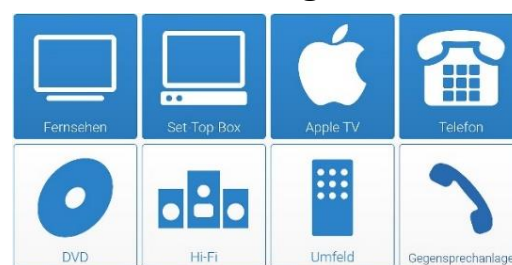 Fernsehen
Set Top Box
Apple TV
Telefon
DVD
Hi-Fi
Umfeld
Gegensprechanlage